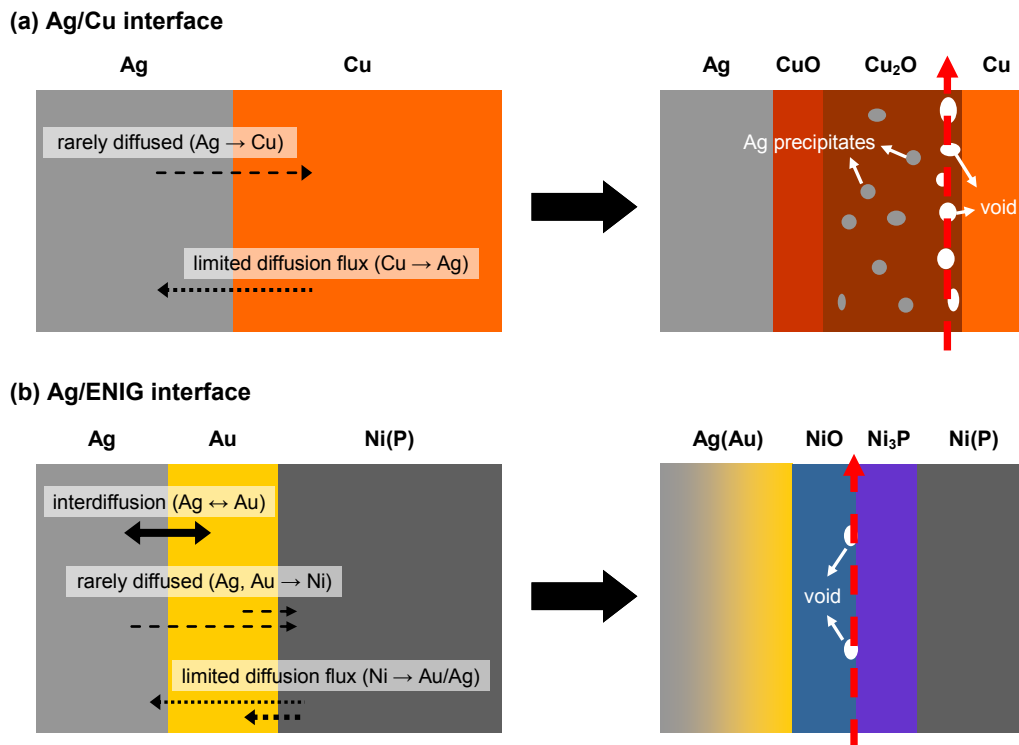 (a) Ag/Cu interface
Ag Cu
rarely diffused (Ag → Cu)
limited diffusion flux (Cu → Ag)
Ag CuO Cu₂O Cu
Ag precipitates
void
(b) Ag/ENIG interface
Ag Au Ni(P)
interdiffusion (Ag ↔ Au)
rarely diffused (Ag, Au → Ni)
limited diffusion flux (Ni → Au/Ag)
Ag(Au) NiO Ni₃P Ni(P)
void